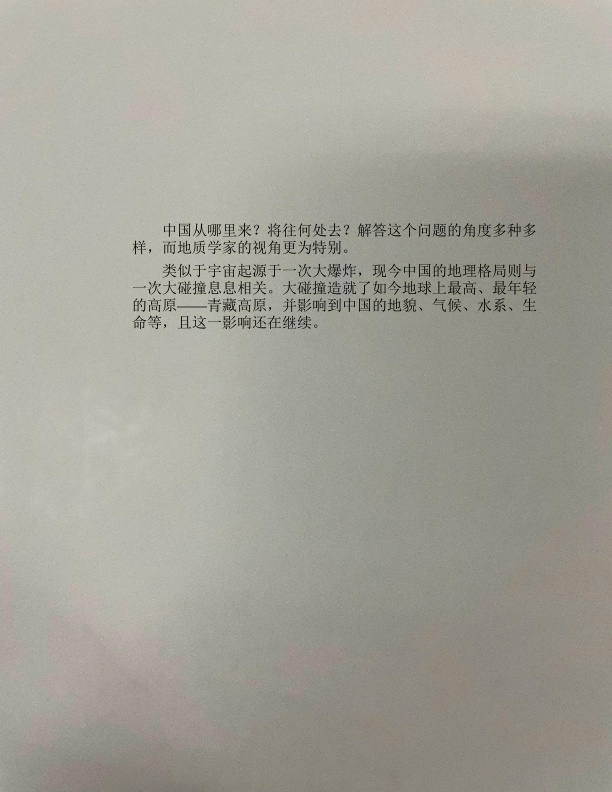 中国从哪里来？将往何处去？解答这个问题的角度多种多
样，而地质学家的视角更为特别。
类似于宇宙起源于一次大爆炸，现今中国的地理格局则与
一次大碰撞息息相关。大碰撞造就了如今地球上最高、最年轻
的高原——青藏高原，并影响到中国的地貌、气候、水系、生
命等，且这一影响还在继续。